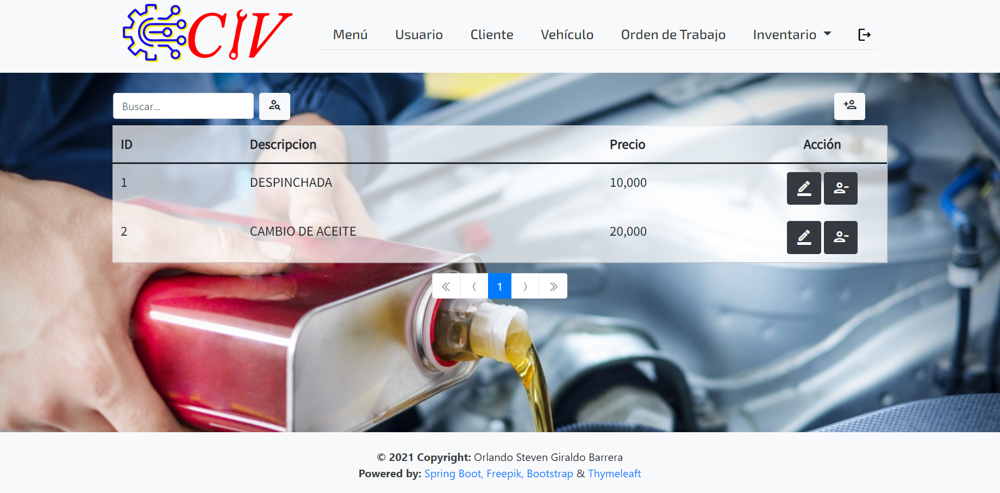 CIV
Menú Usuario Cliente Vehículo Orden de Trabajo Inventario
Buscar...
ID Descripcion Precio Acción
1 DESPINCHADA 10,000
2 CAMBIO DE ACEITE 20,000
1
© 2021 Copyright: Orlando Steven Giraldo Barrera
Powered by: Spring Boot, Freepik, Bootstrap & Thymeleaft